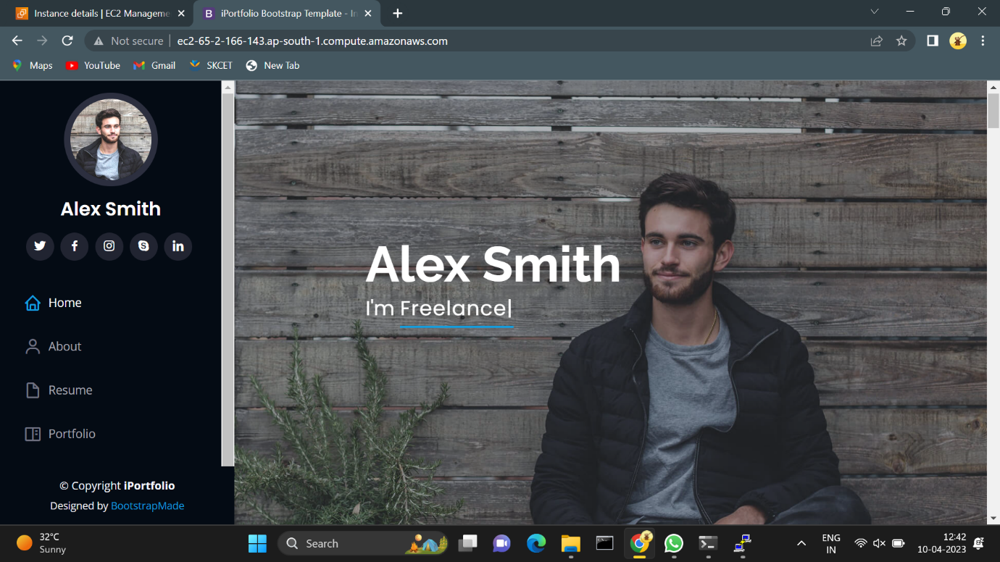 Instance details | EC2 Manageme
iPortfolio Bootstrap Template - In
Not secure
ec2-65-2-166-143.ap-south-1.compute.amazonaws.com
Maps
YouTube
Gmail
SKCET
New Tab
Alex Smith
Home
About
Resume
Portfolio
© Copyright iPortfolio
Designed by BootstrapMade
Alex Smith
I'm Freelance|
32°C
Sunny
Search
ENG
IN
12:42
10-04-2023